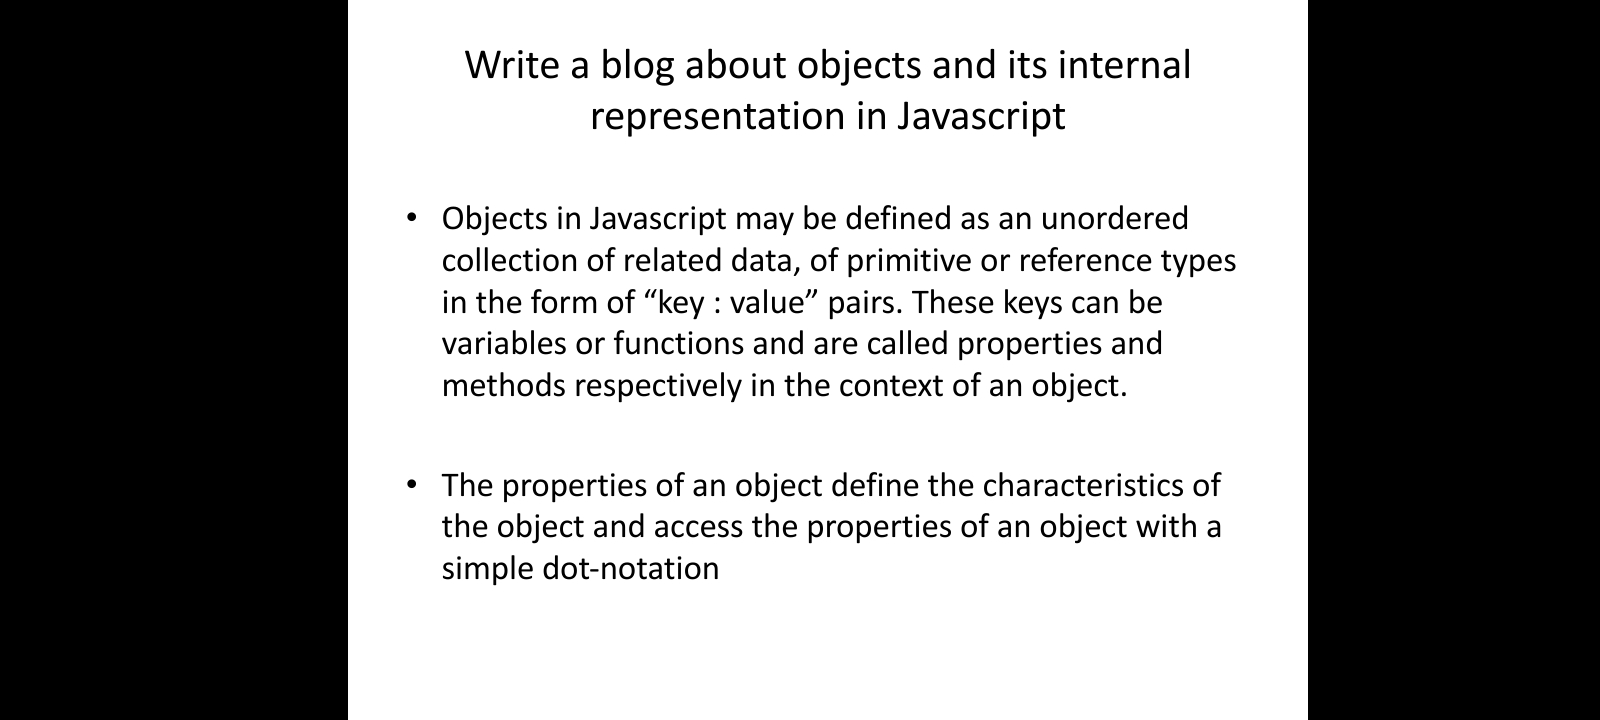 Write a blog about objects and its internal
representation in Javascript
• Objects in Javascript may be defined as an unordered
collection of related data, of primitive or reference types
in the form of “key : value” pairs. These keys can be
variables or functions and are called properties and
methods respectively in the context of an object.
• The properties of an object define the characteristics of
the object and access the properties of an object with a
simple dot-notation